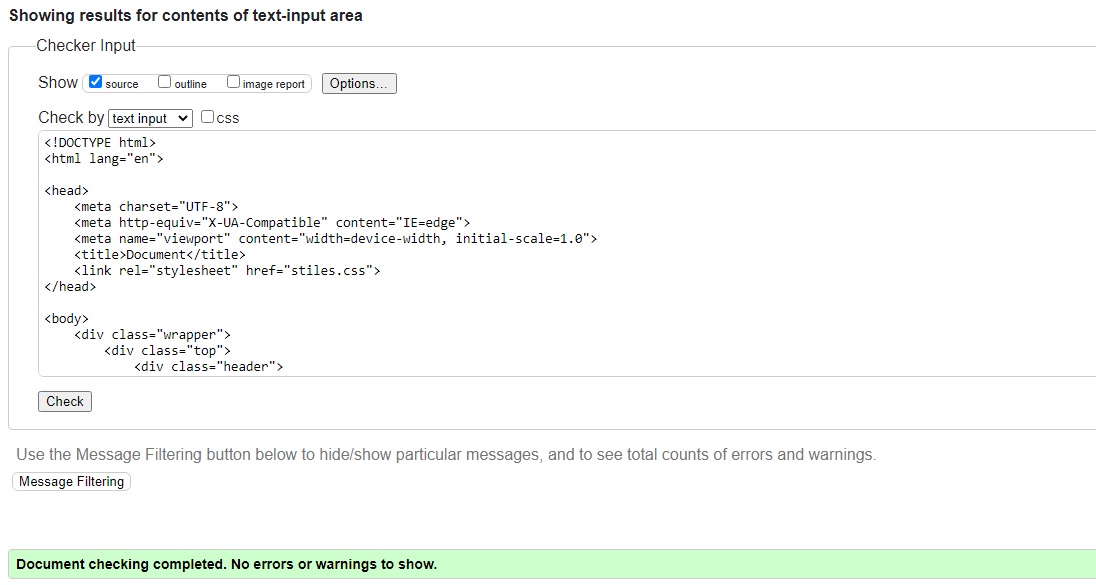 Showing results for contents of text-input area
Checker Input
Show source outline image report Options...
Check by text input css
<!DOCTYPE html>
<html lang="en">
<head>
<meta charset="UTF-8">
<meta http-equiv="X-UA-Compatible" content="IE=edge">
<meta name="viewport" content="width=device-width, initial-scale=1.0">
<title>Document</title>
<link rel="stylesheet" href="stiles.css">
</head>
<body>
<div class="wrapper">
<div class="top">
<div class="header">
Check
Use the Message Filtering button below to hide/show particular messages, and to see total counts of errors and warnings.
Message Filtering
Document checking completed. No errors or warnings to show.